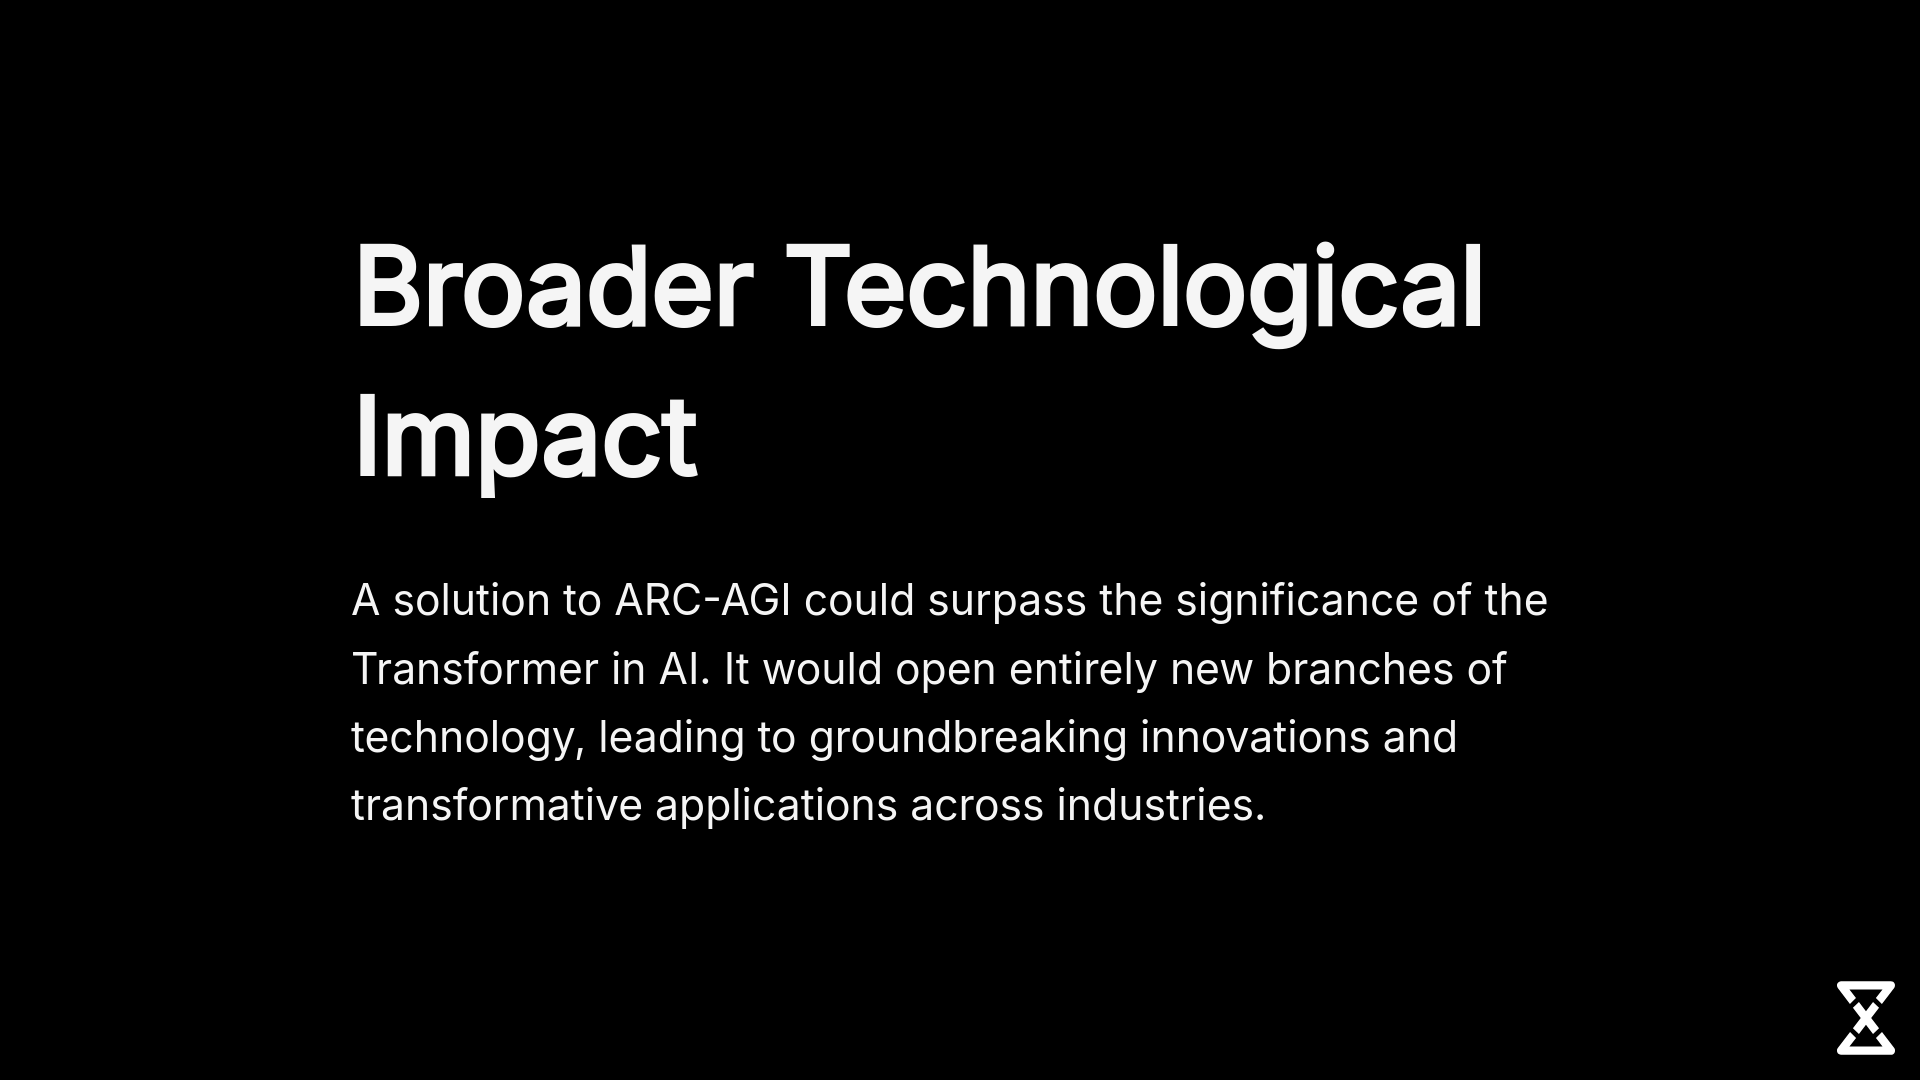 Broader Technological
Impact
A solution to ARC-AGI could surpass the significance of the
Transformer in AI. It would open entirely new branches of
technology, leading to groundbreaking innovations and
transformative applications across industries.